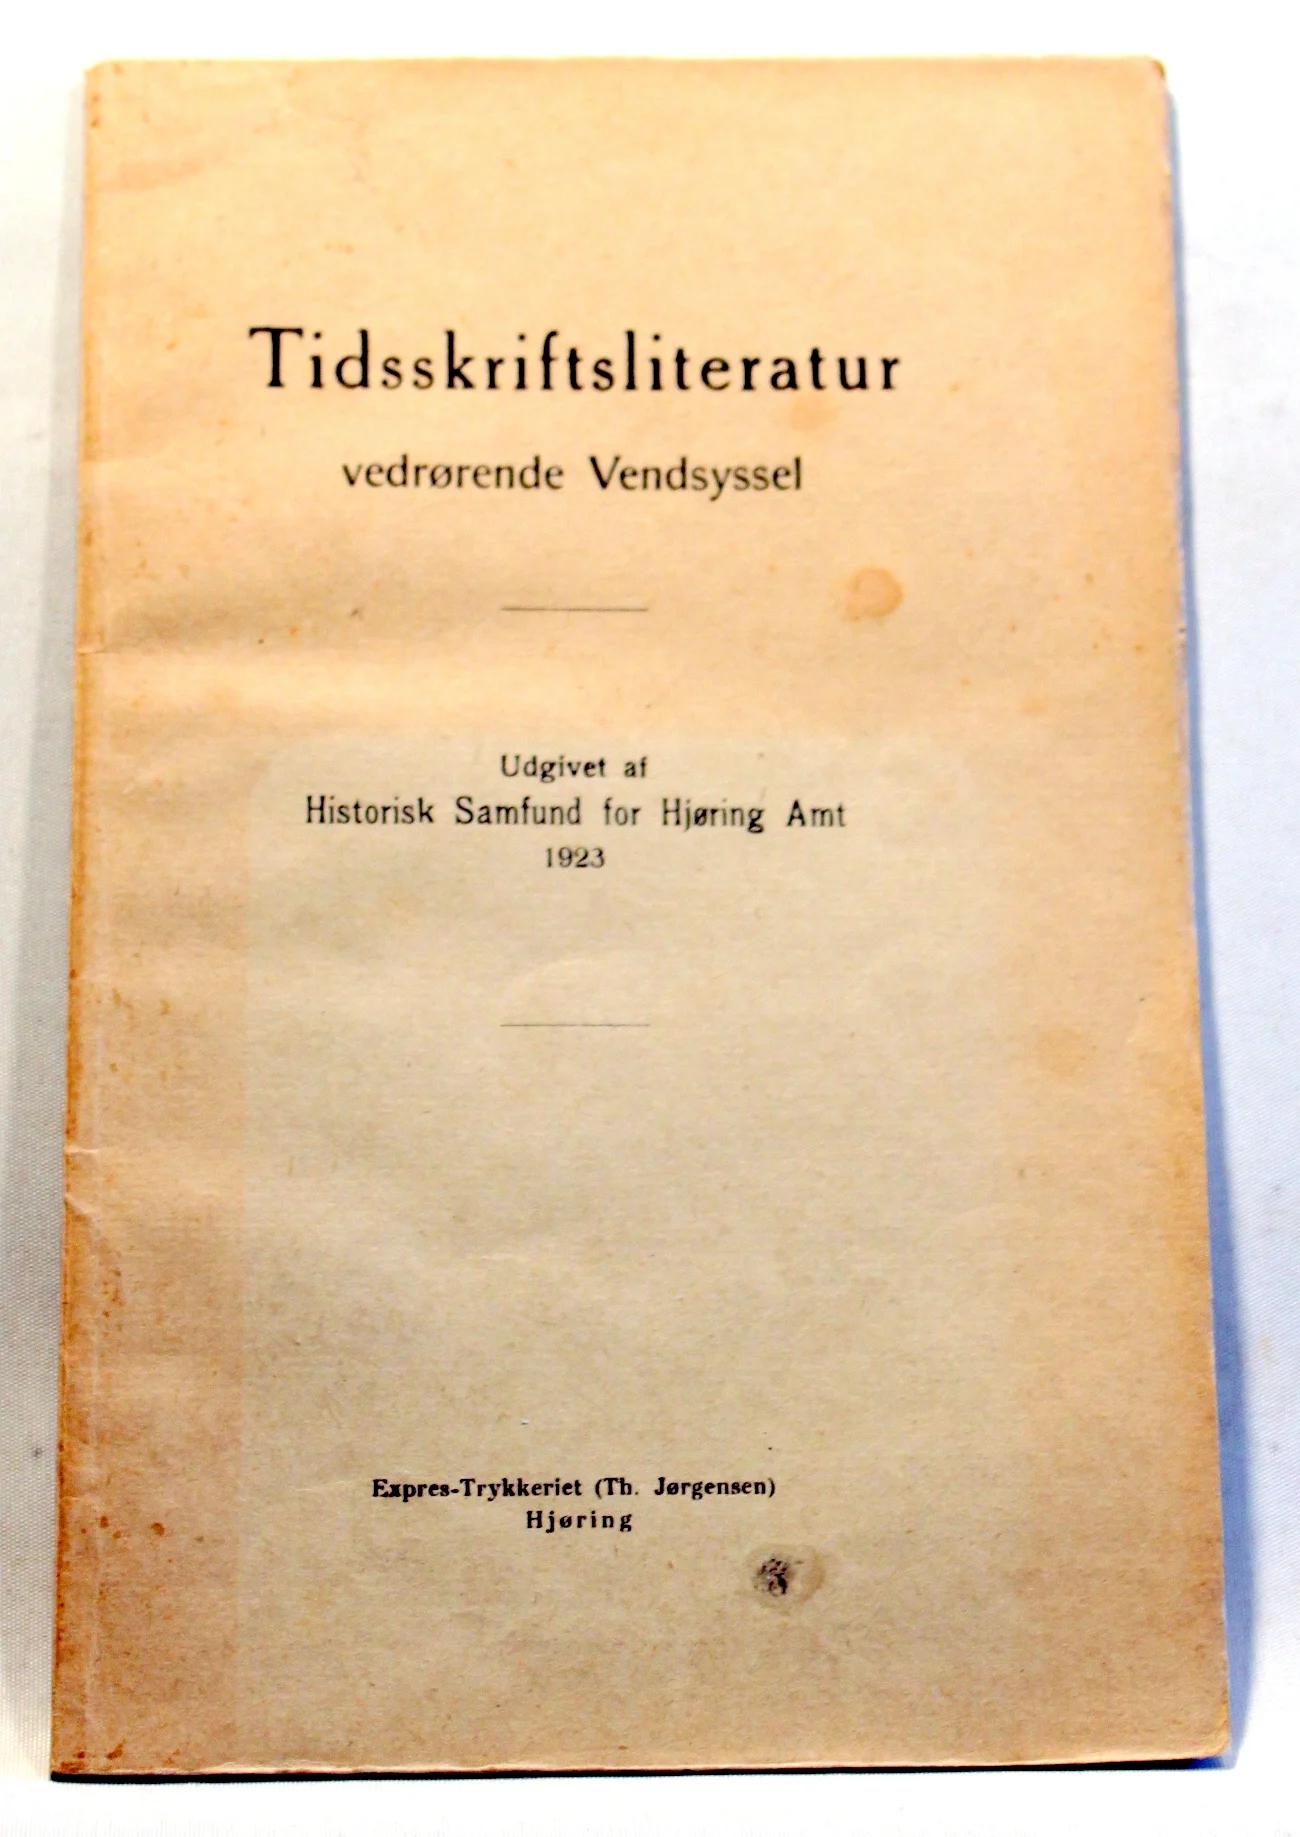 Tidsskriftsliteratur
vedrørende Vendsyssel
Udgivet af
Historisk Samfund for Hjøring Amt
1923
Expres-Trykkeriet (Th. Jørgensen)
Hjøring